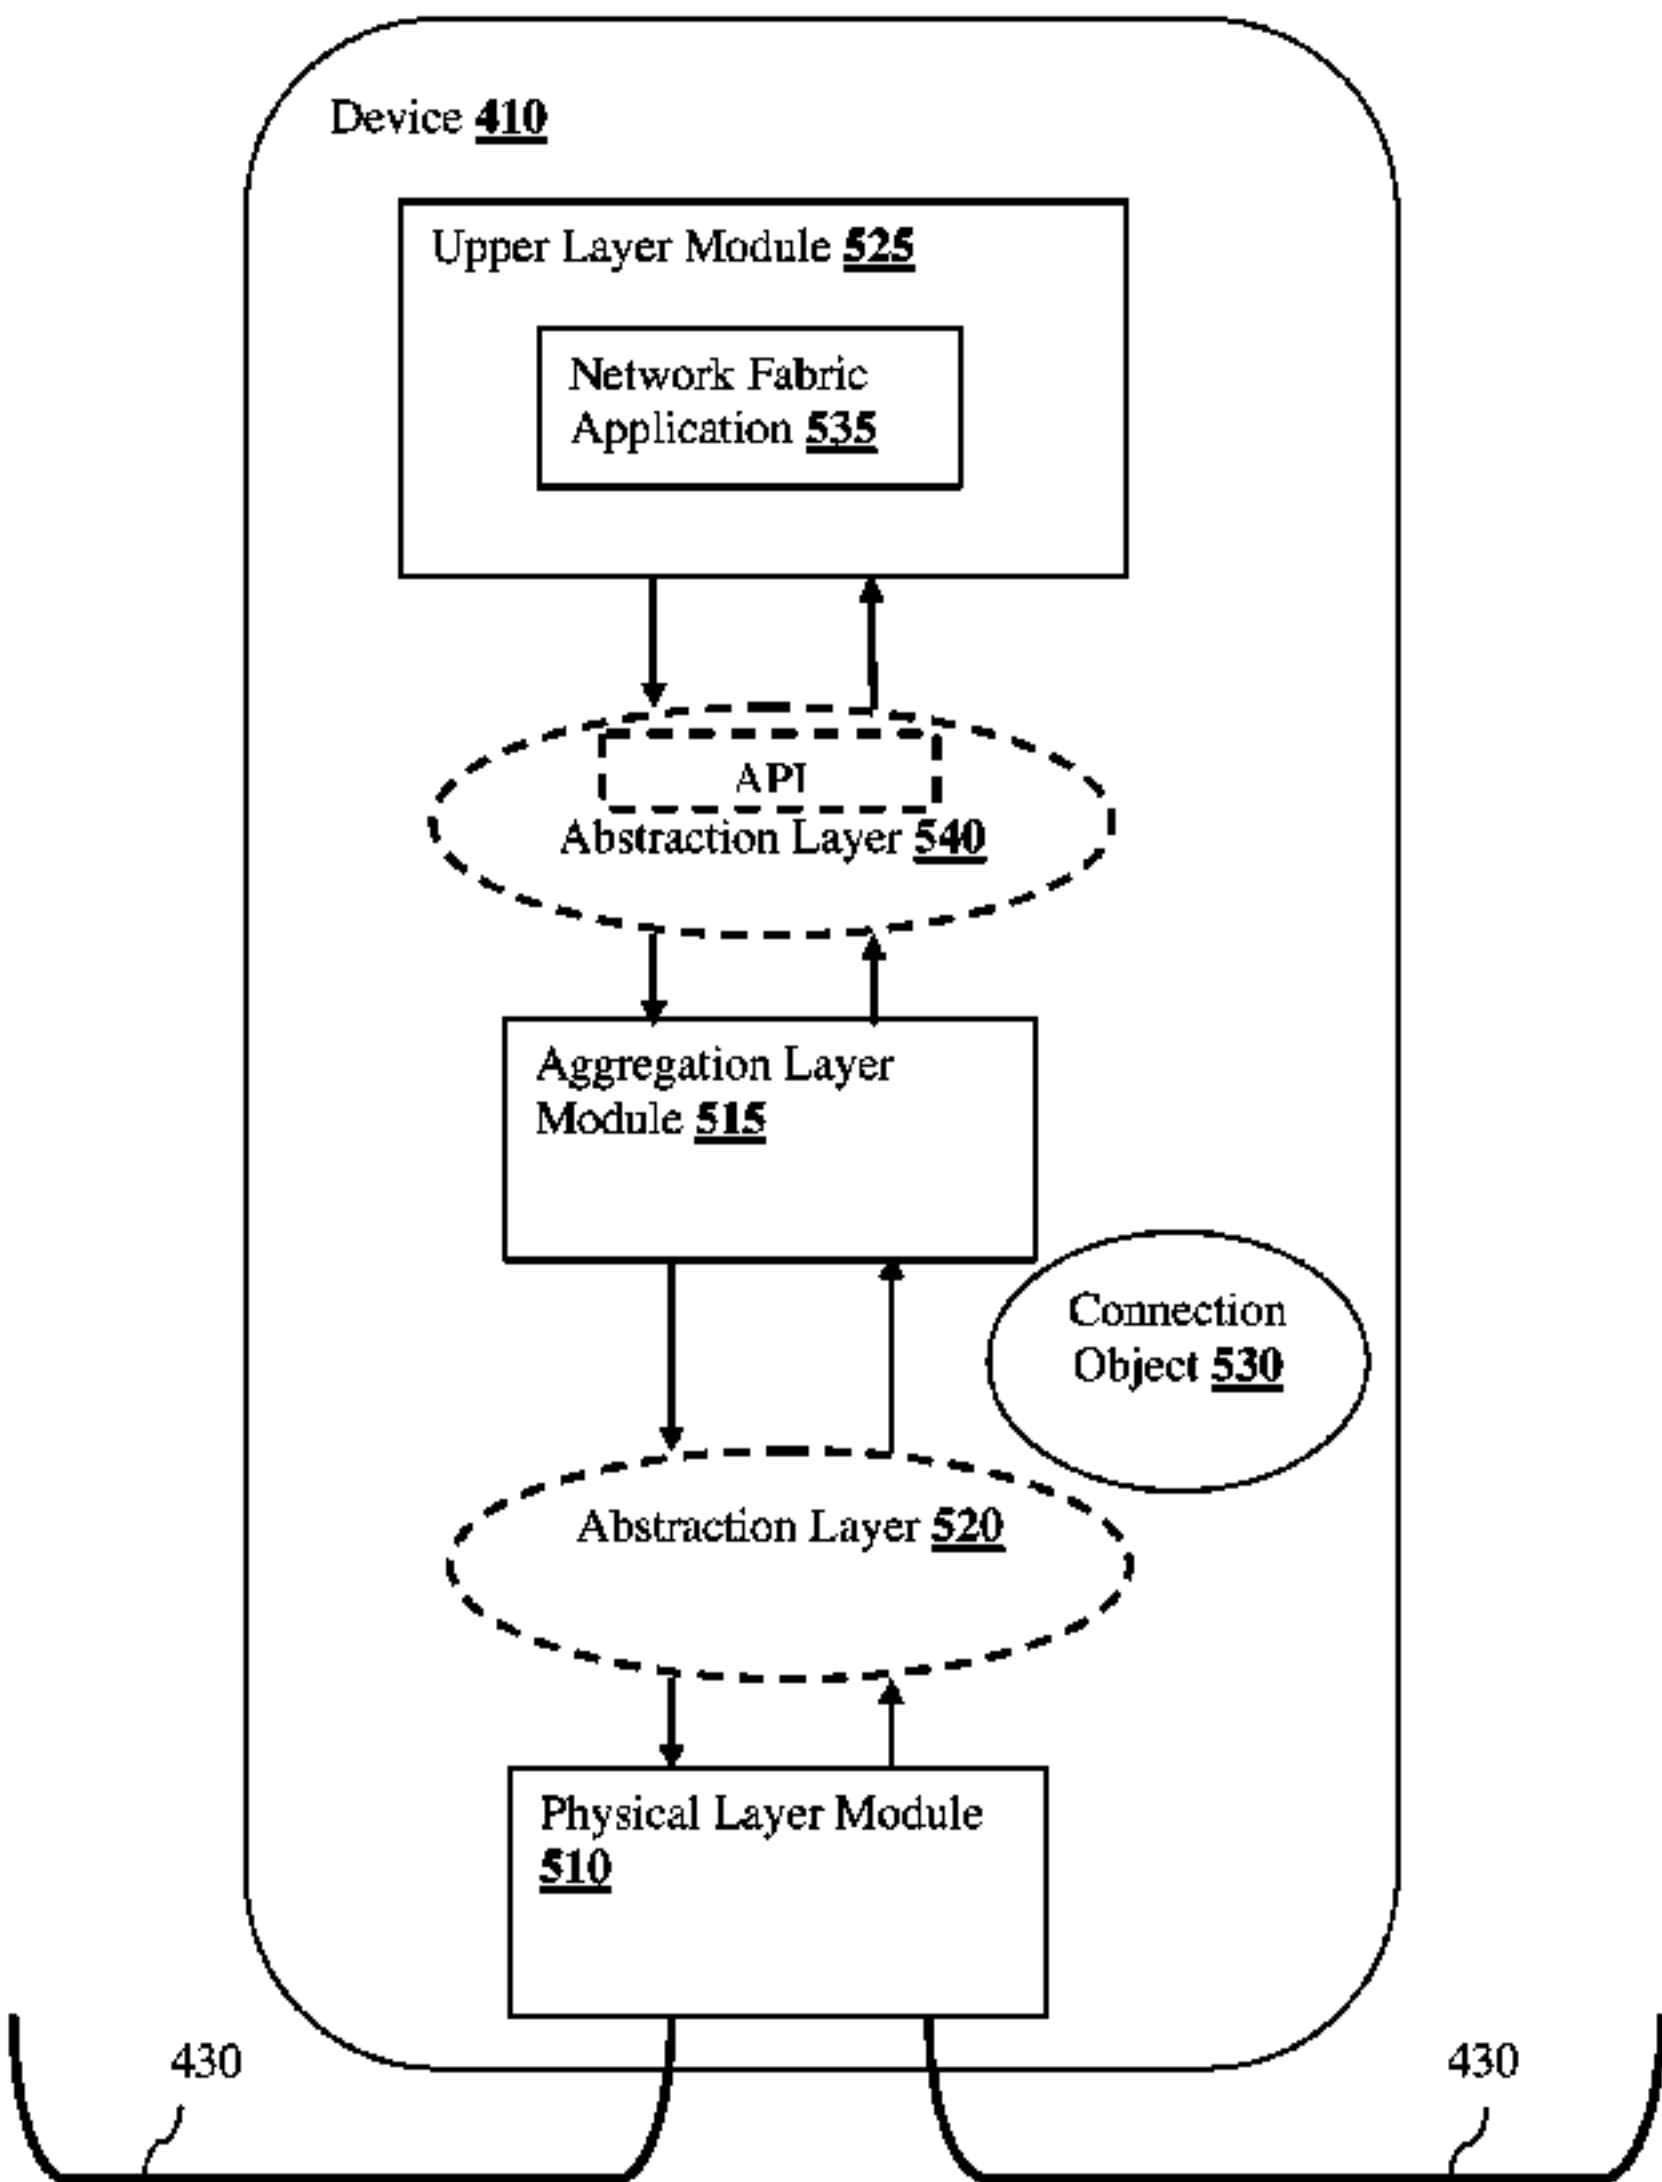 Device 410
Upper Layer Module 525
Network Fabric
Application 535
API
Abstraction Layer 540
Aggregation Layer
Module 515
Connection
Object 530
Abstraction Layer 520
Physical Layer Module
510
430
430